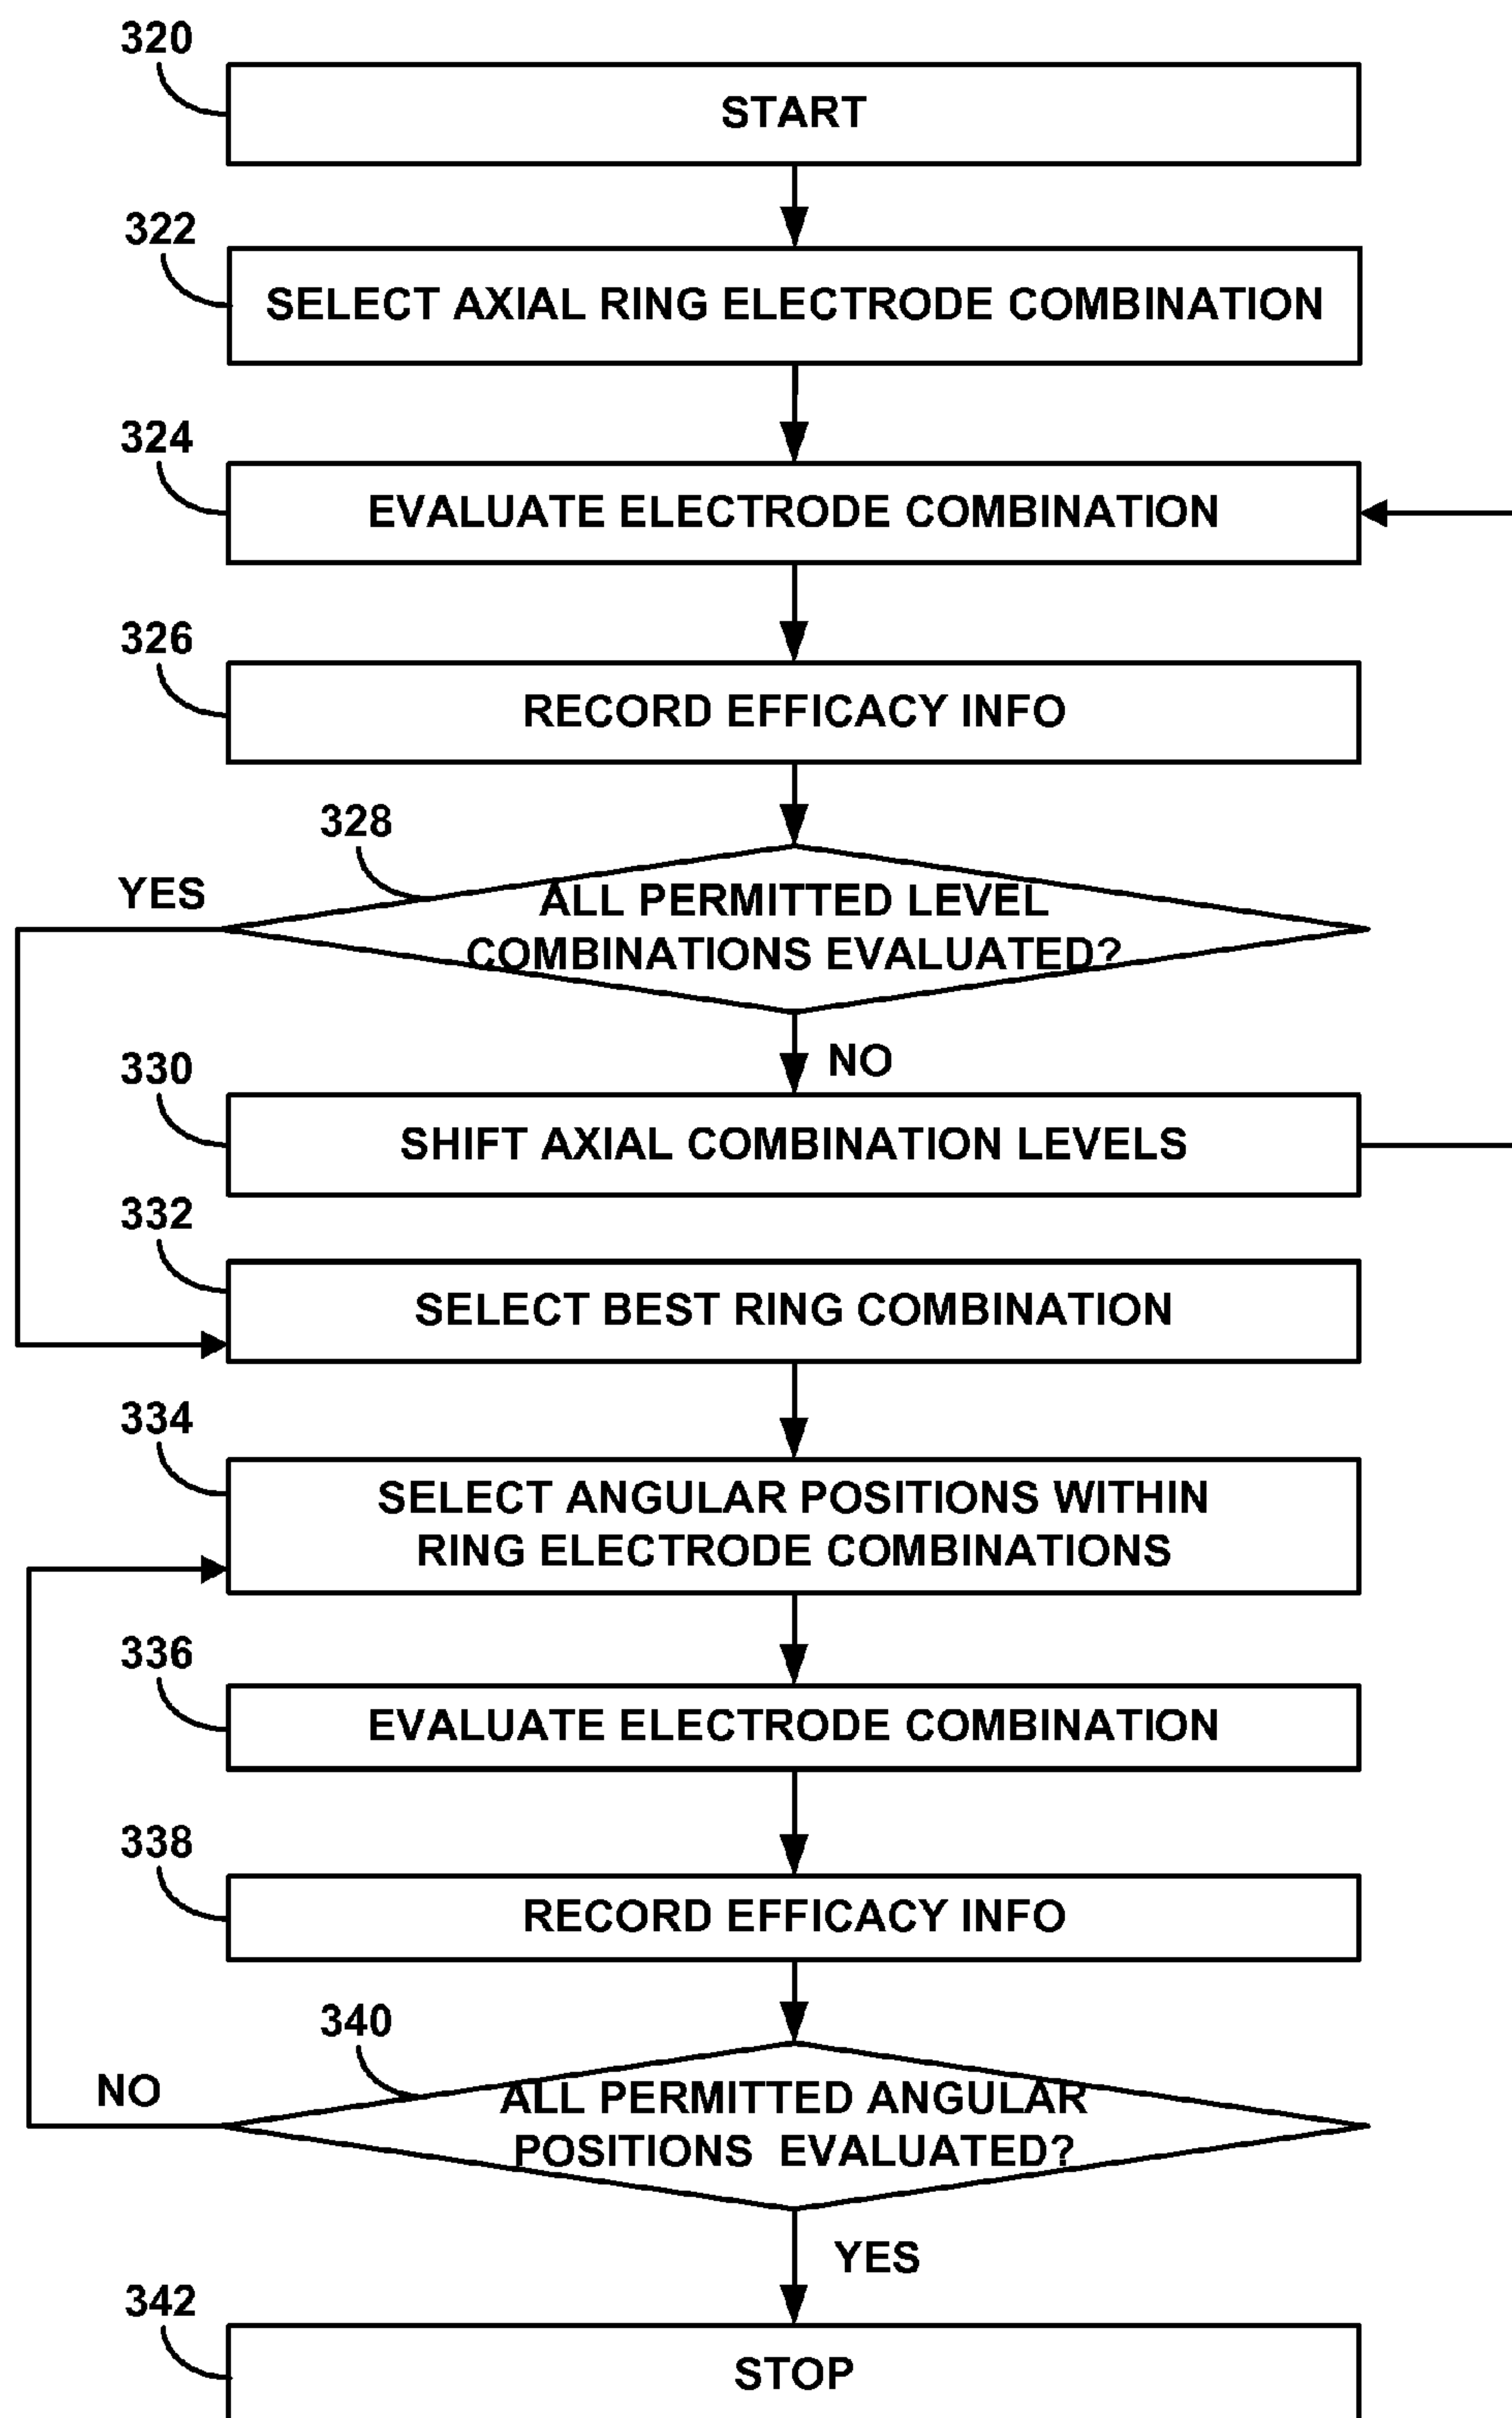 320
START
322
SELECT AXIAL RING ELECTRODE COMBINATION
324
EVALUATE ELECTRODE COMBINATION
326
RECORD EFFICACY INFO
328
YES
ALL PERMITTED LEVEL
COMBINATIONS EVALUATED?
NO
330
SHIFT AXIAL COMBINATION LEVELS
332
SELECT BEST RING COMBINATION
334
SELECT ANGULAR POSITIONS WITHIN
RING ELECTRODE COMBINATIONS
336
EVALUATE ELECTRODE COMBINATION
338
RECORD EFFICACY INFO
340
NO
ALL PERMITTED ANGULAR
POSITIONS EVALUATED?
YES
342
STOP